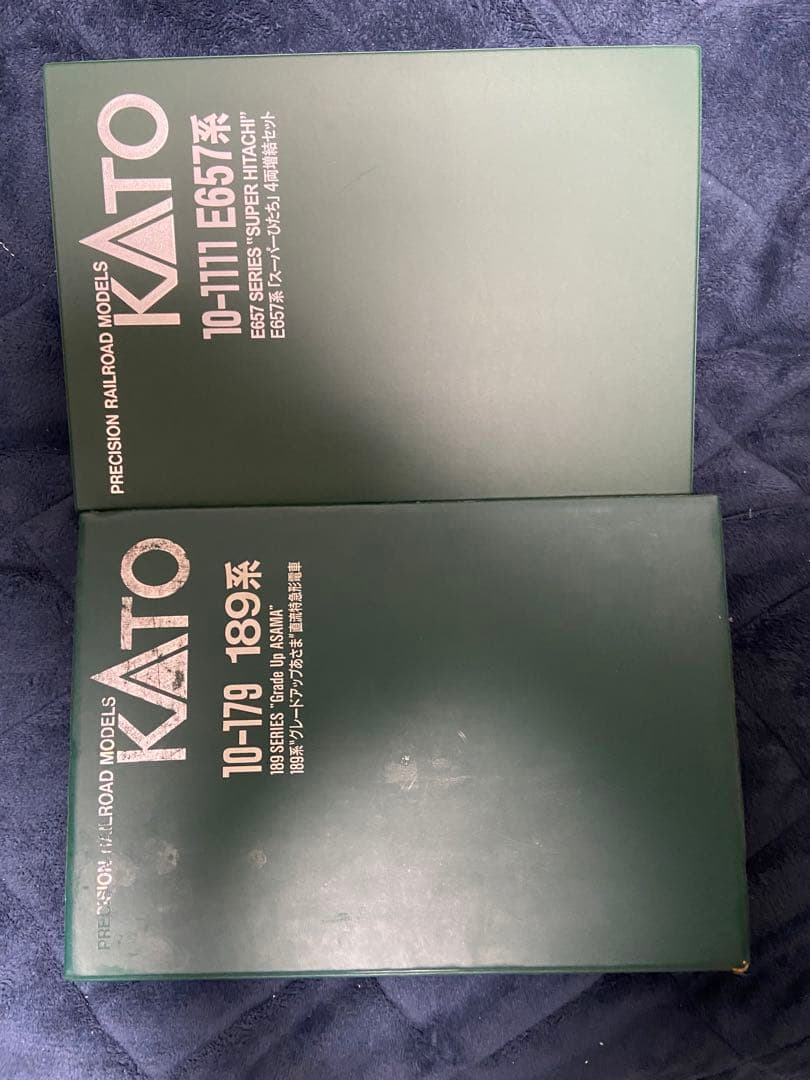 PRECISION RAILROAD MODELS
KATO
10-1111 E657系
E657 SERIES "SUPER HITACHI"
E657系「スーパーひたち」4両増結セット
PRECISION RAILROAD MODELS
KATO
10-179 189系
189 SERIES "Grade Up ASAMA"
189系"グレードアップあさま"直流特急形電車